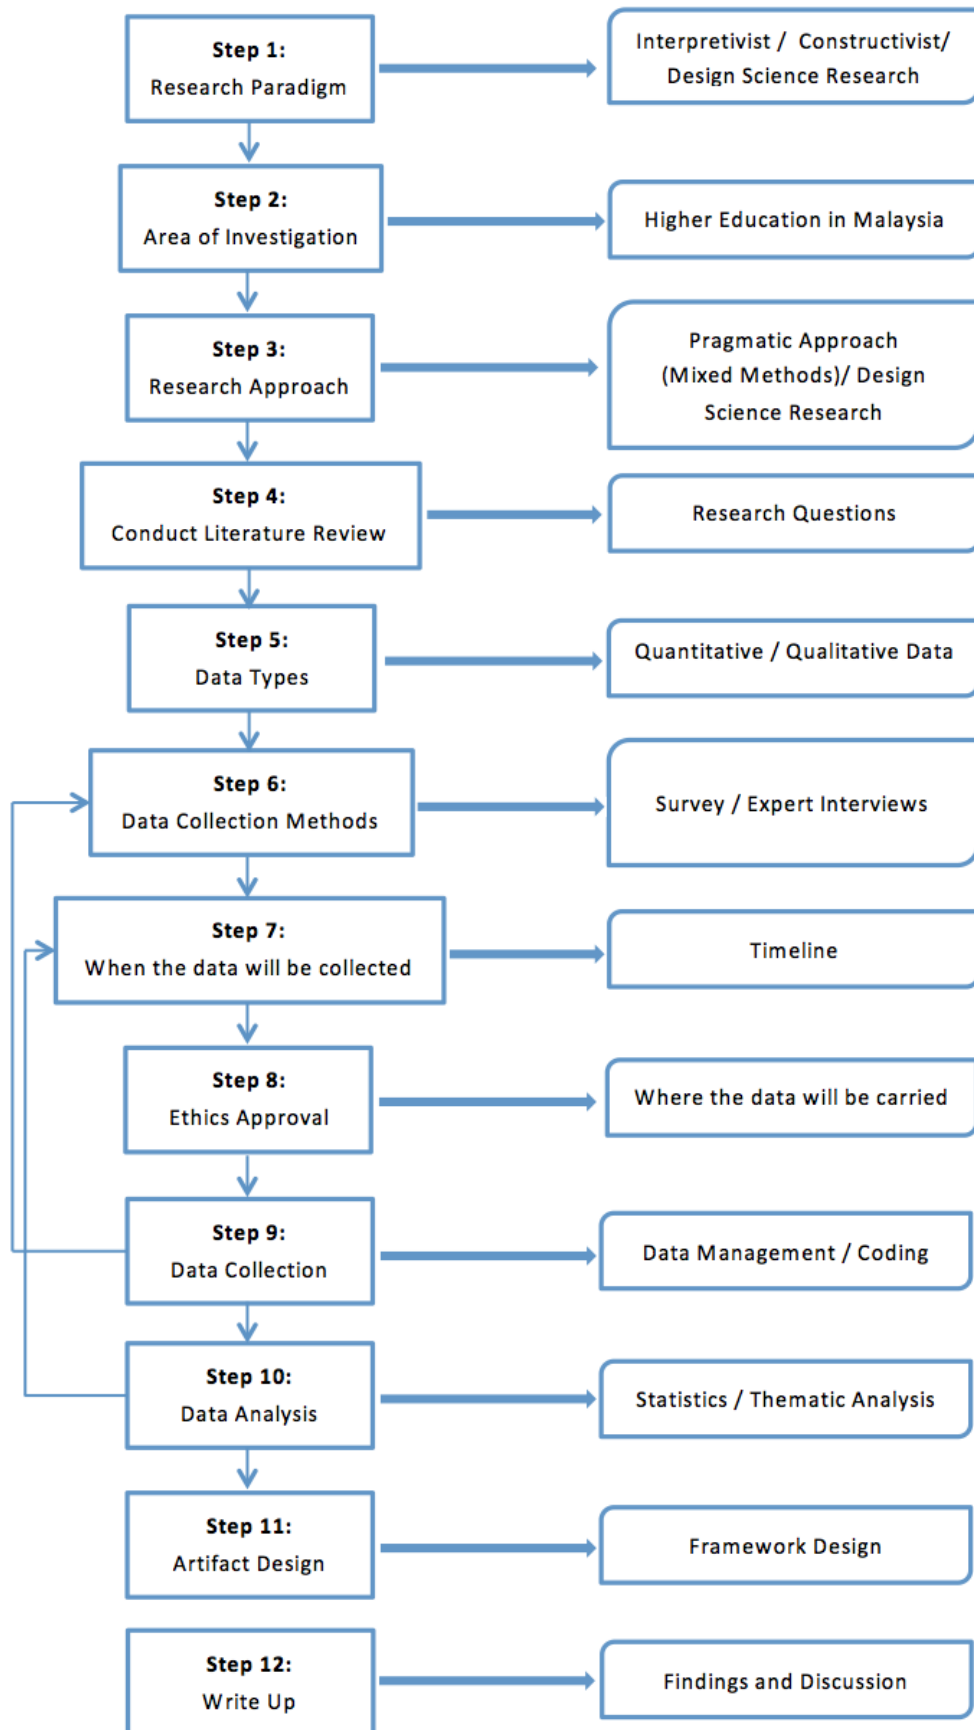 Step 1:
Research Paradigm
Interpretivist / Constructivist/
Design Science Research
Step 2:
Area of Investigation
Higher Education in Malaysia
Step 3:
Research Approach
Pragmatic Approach
(Mixed Methods)/ Design
Science Research
Step 4:
Conduct Literature Review
Research Questions
Step 5:
Data Types
Quantitative / Qualitative Data
Step 6:
Data Collection Methods
Survey / Expert Interviews
Step 7:
When the data will be collected
Timeline
Step 8:
Ethics Approval
Where the data will be carried
Step 9:
Data Collection
Data Management / Coding
Step 10:
Data Analysis
Statistics / Thematic Analysis
Step 11:
Artifact Design
Framework Design
Step 12:
Write Up
Findings and Discussion